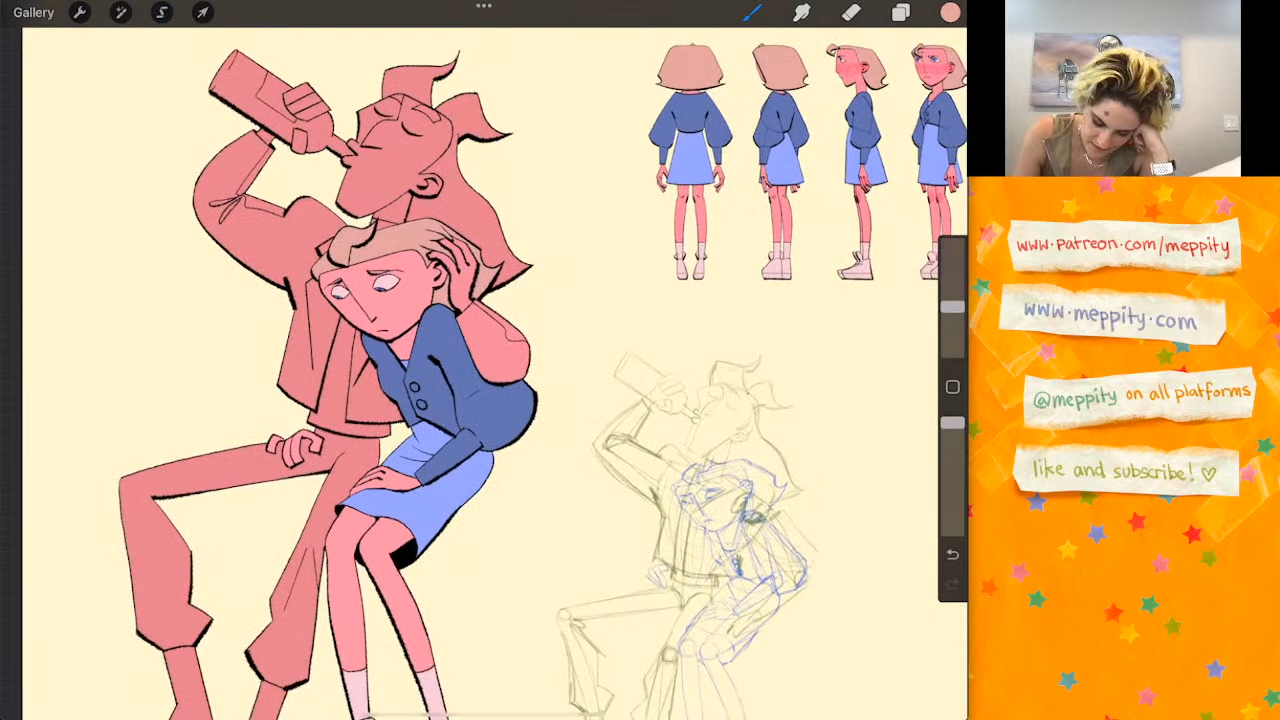 Gallery
www.patreon.com/meppity
www.meppity.com
@meppity on all platforms
like and subscribe! ♡